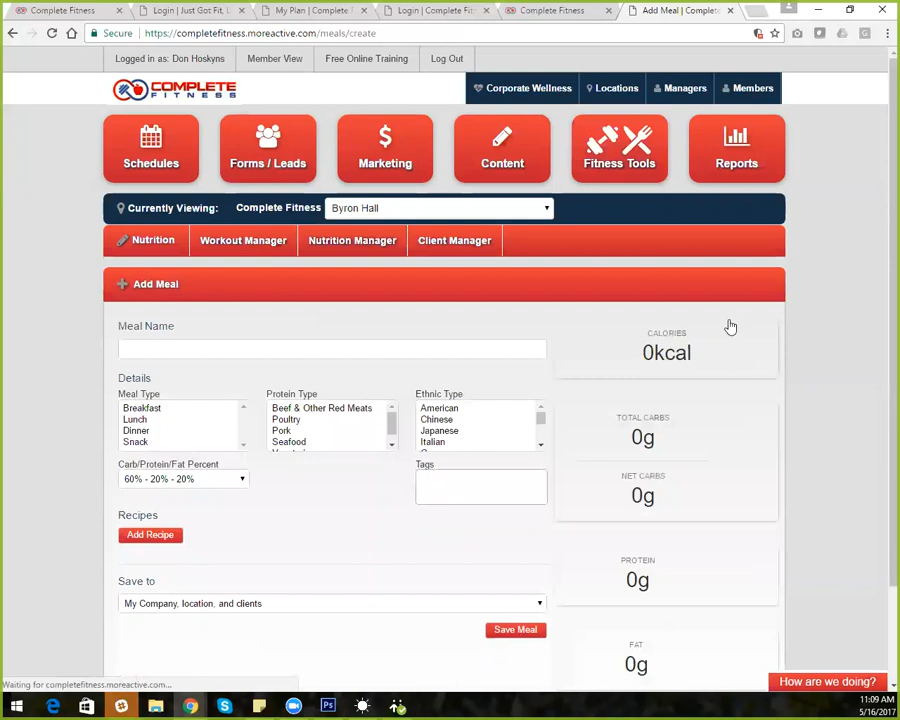 Complete Fitness
Login | Just Got Fit, L
My Plan | Complete F
Login | Complete Fit
Complete Fitness
Add Meal | Complete
Secure
https://completefitness.moreactive.com/meals/create
Logged in as: Don Hoskyns
Member View
Free Online Training
Log Out
COMPLETE
FITNESS
Corporate Wellness
Locations
Managers
Members
Schedules
Forms / Leads
Marketing
Content
Fitness Tools
Reports
Currently Viewing:
Complete Fitness
Byron Hall
Nutrition
Workout Manager
Nutrition Manager
Client Manager
Add Meal
Meal Name
CALORIES
0kcal
Details
Meal Type
Protein Type
Ethnic Type
Breakfast
Lunch
Dinner
Snack
Beef & Other Red Meats
Poultry
Pork
Seafood
American
Chinese
Japanese
Italian
TOTAL CARBS
0g
Carb/Protein/Fat Percent
60% - 20% - 20%
Tags
NET CARBS
0g
Recipes
Add Recipe
PROTEIN
0g
Save to
My Company, location, and clients
Save Meal
FAT
0g
Waiting for completefitness.moreactive.com...
How are we doing?
Ps
11:09 AM
5/16/2017